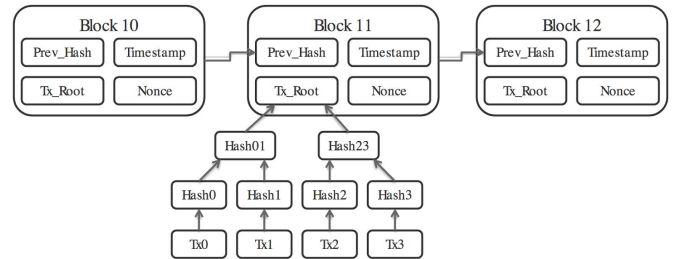 Block 10
Block 11
Block 12
Prev_Hash Timestamp
Prev_Hash Timestamp
Prev_Hash Timestamp
Tx_Root Nonce
Tx_Root Nonce
Tx_Root Nonce
Hash01
Hash23
Hash0
Hash1
Hash2
Hash3
Tx0
Tx1
Tx2
Tx3